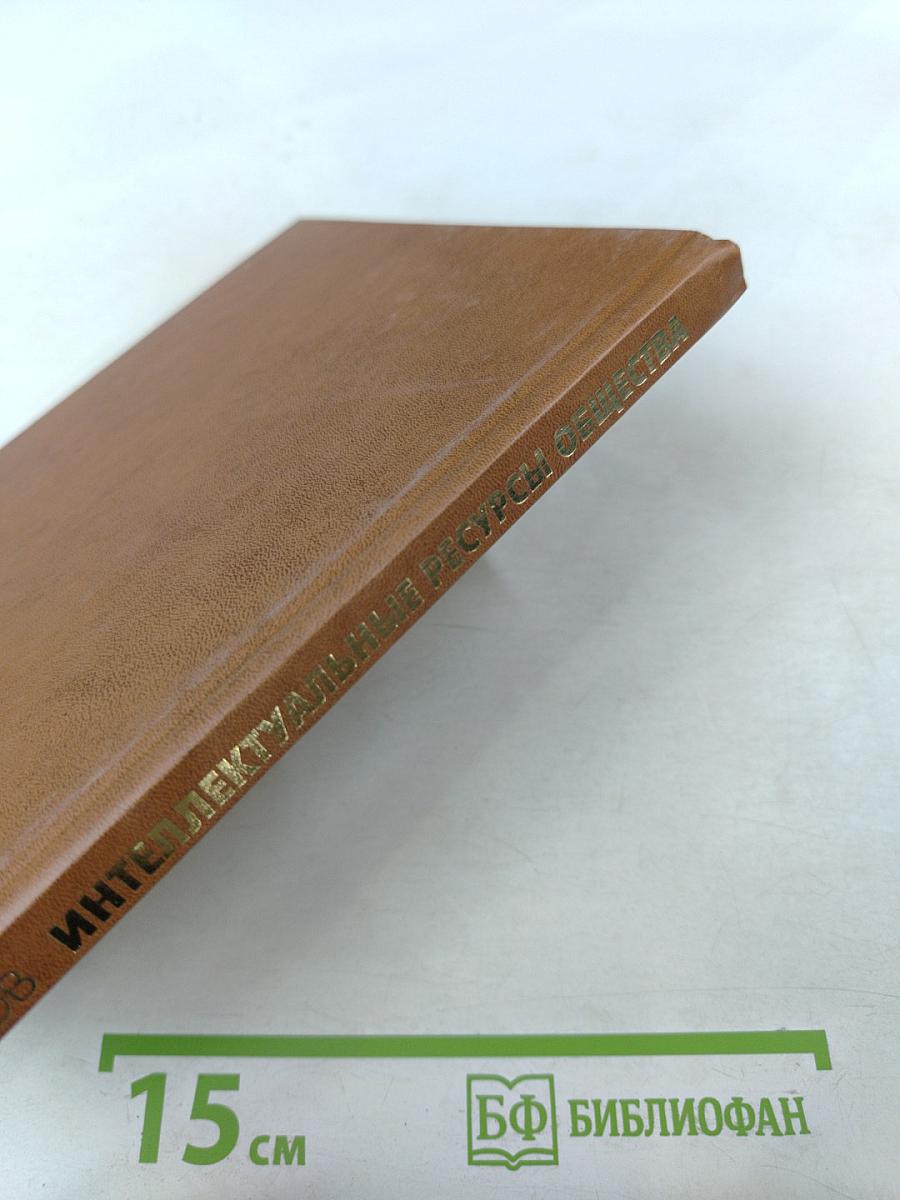 ИНТЕЛЛЕКТУАЛЬНЫЕ РЕСУРСЫ ОБЩЕСТВА
15 см
БФ БИБЛИОФАН